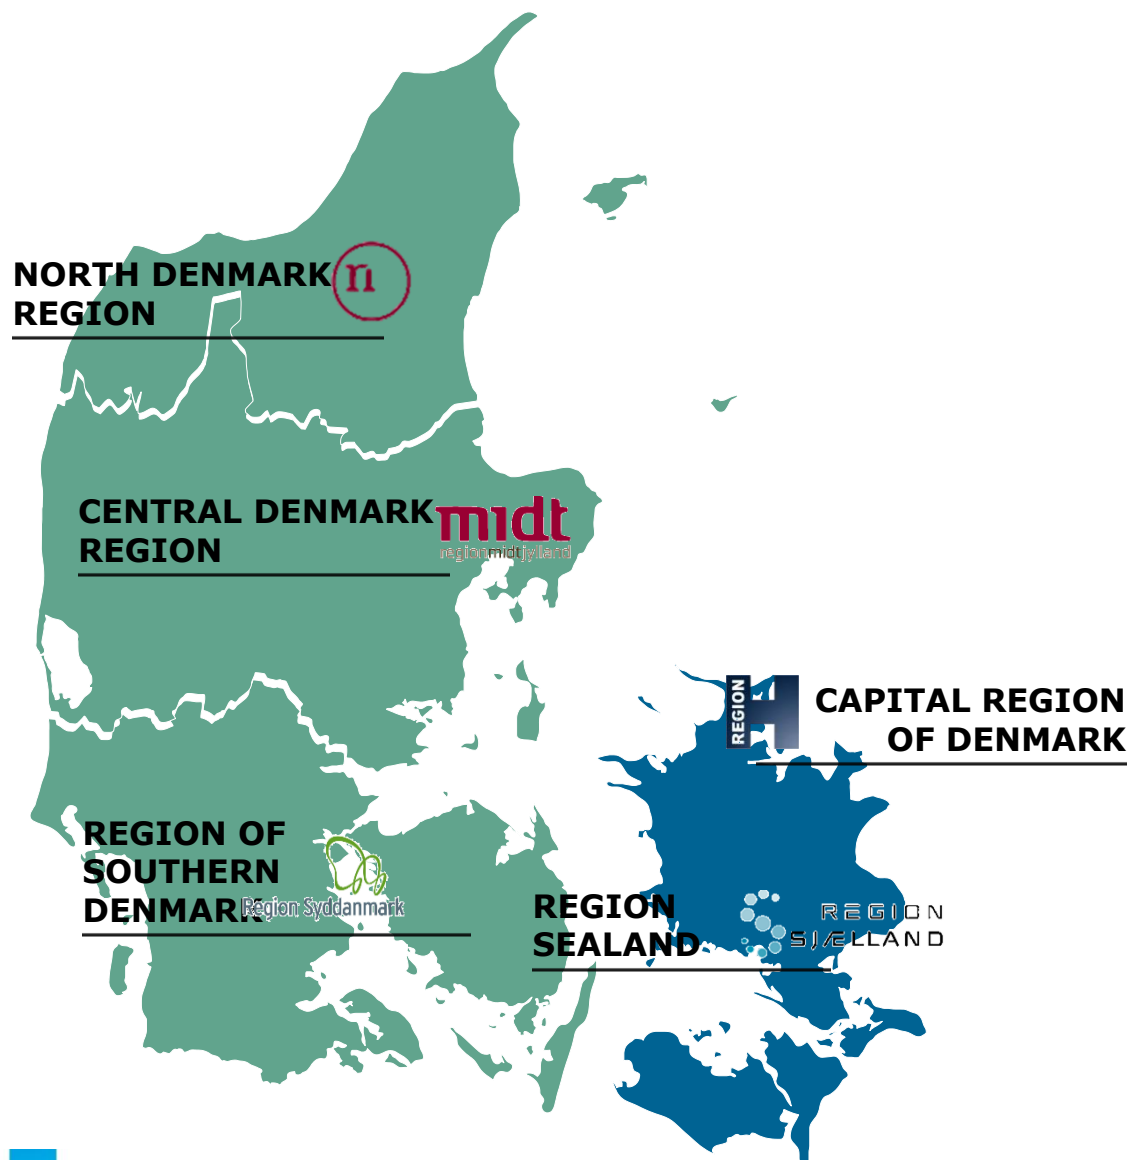 NORTH DENMARK
REGION
n
CENTRAL DENMARK
REGION
midt
regionmidtjylland
REGION
H
CAPITAL REGION
OF DENMARK
REGION OF
SOUTHERN
DENMARK
Region Syddanmark
REGION
SEALAND
REGION
SJÆLLAND